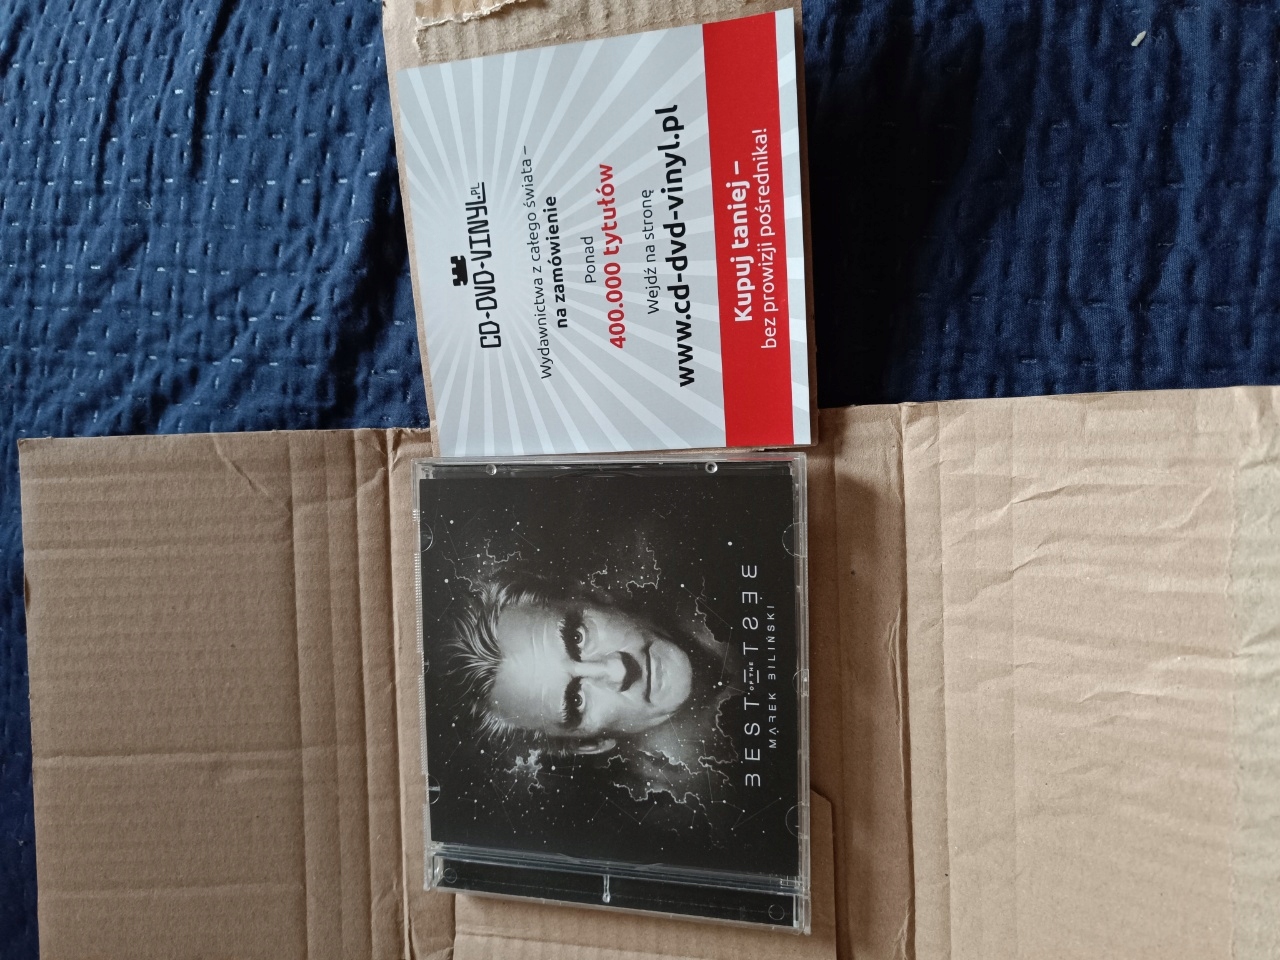 CD-DVD-VINYL.PL
Wydawnictwa z całego świata –
na zamówienie
Ponad
400.000 tytułów
Wejdź na stronę
www.cd-dvd-vinyl.pl
Kupuj taniej –
bez prowizji pośrednika!
BEST OF THE TSEB
MAREK BILIŃSKI